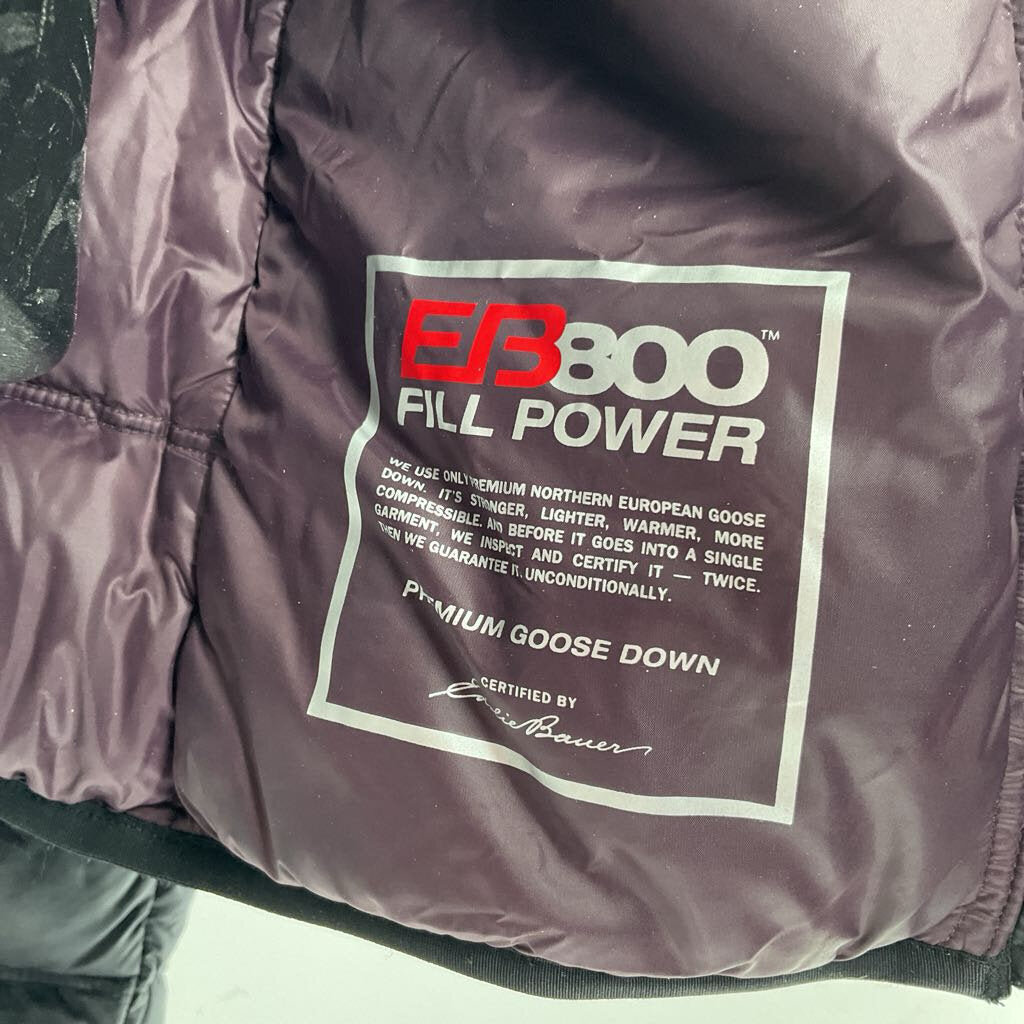 EB800™
FILL POWER
WE USE ONLY PREMIUM NORTHERN EUROPEAN GOOSE
DOWN. IT'S STRONGER, LIGHTER, WARMER, MORE
COMPRESSIBLE. AND BEFORE IT GOES INTO A SINGLE
GARMENT, WE INSPECT AND CERTIFY IT — TWICE.
THEN WE GUARANTEE IT. UNCONDITIONALLY.
PREMIUM GOOSE DOWN
CERTIFIED BY
Eddie Bauer